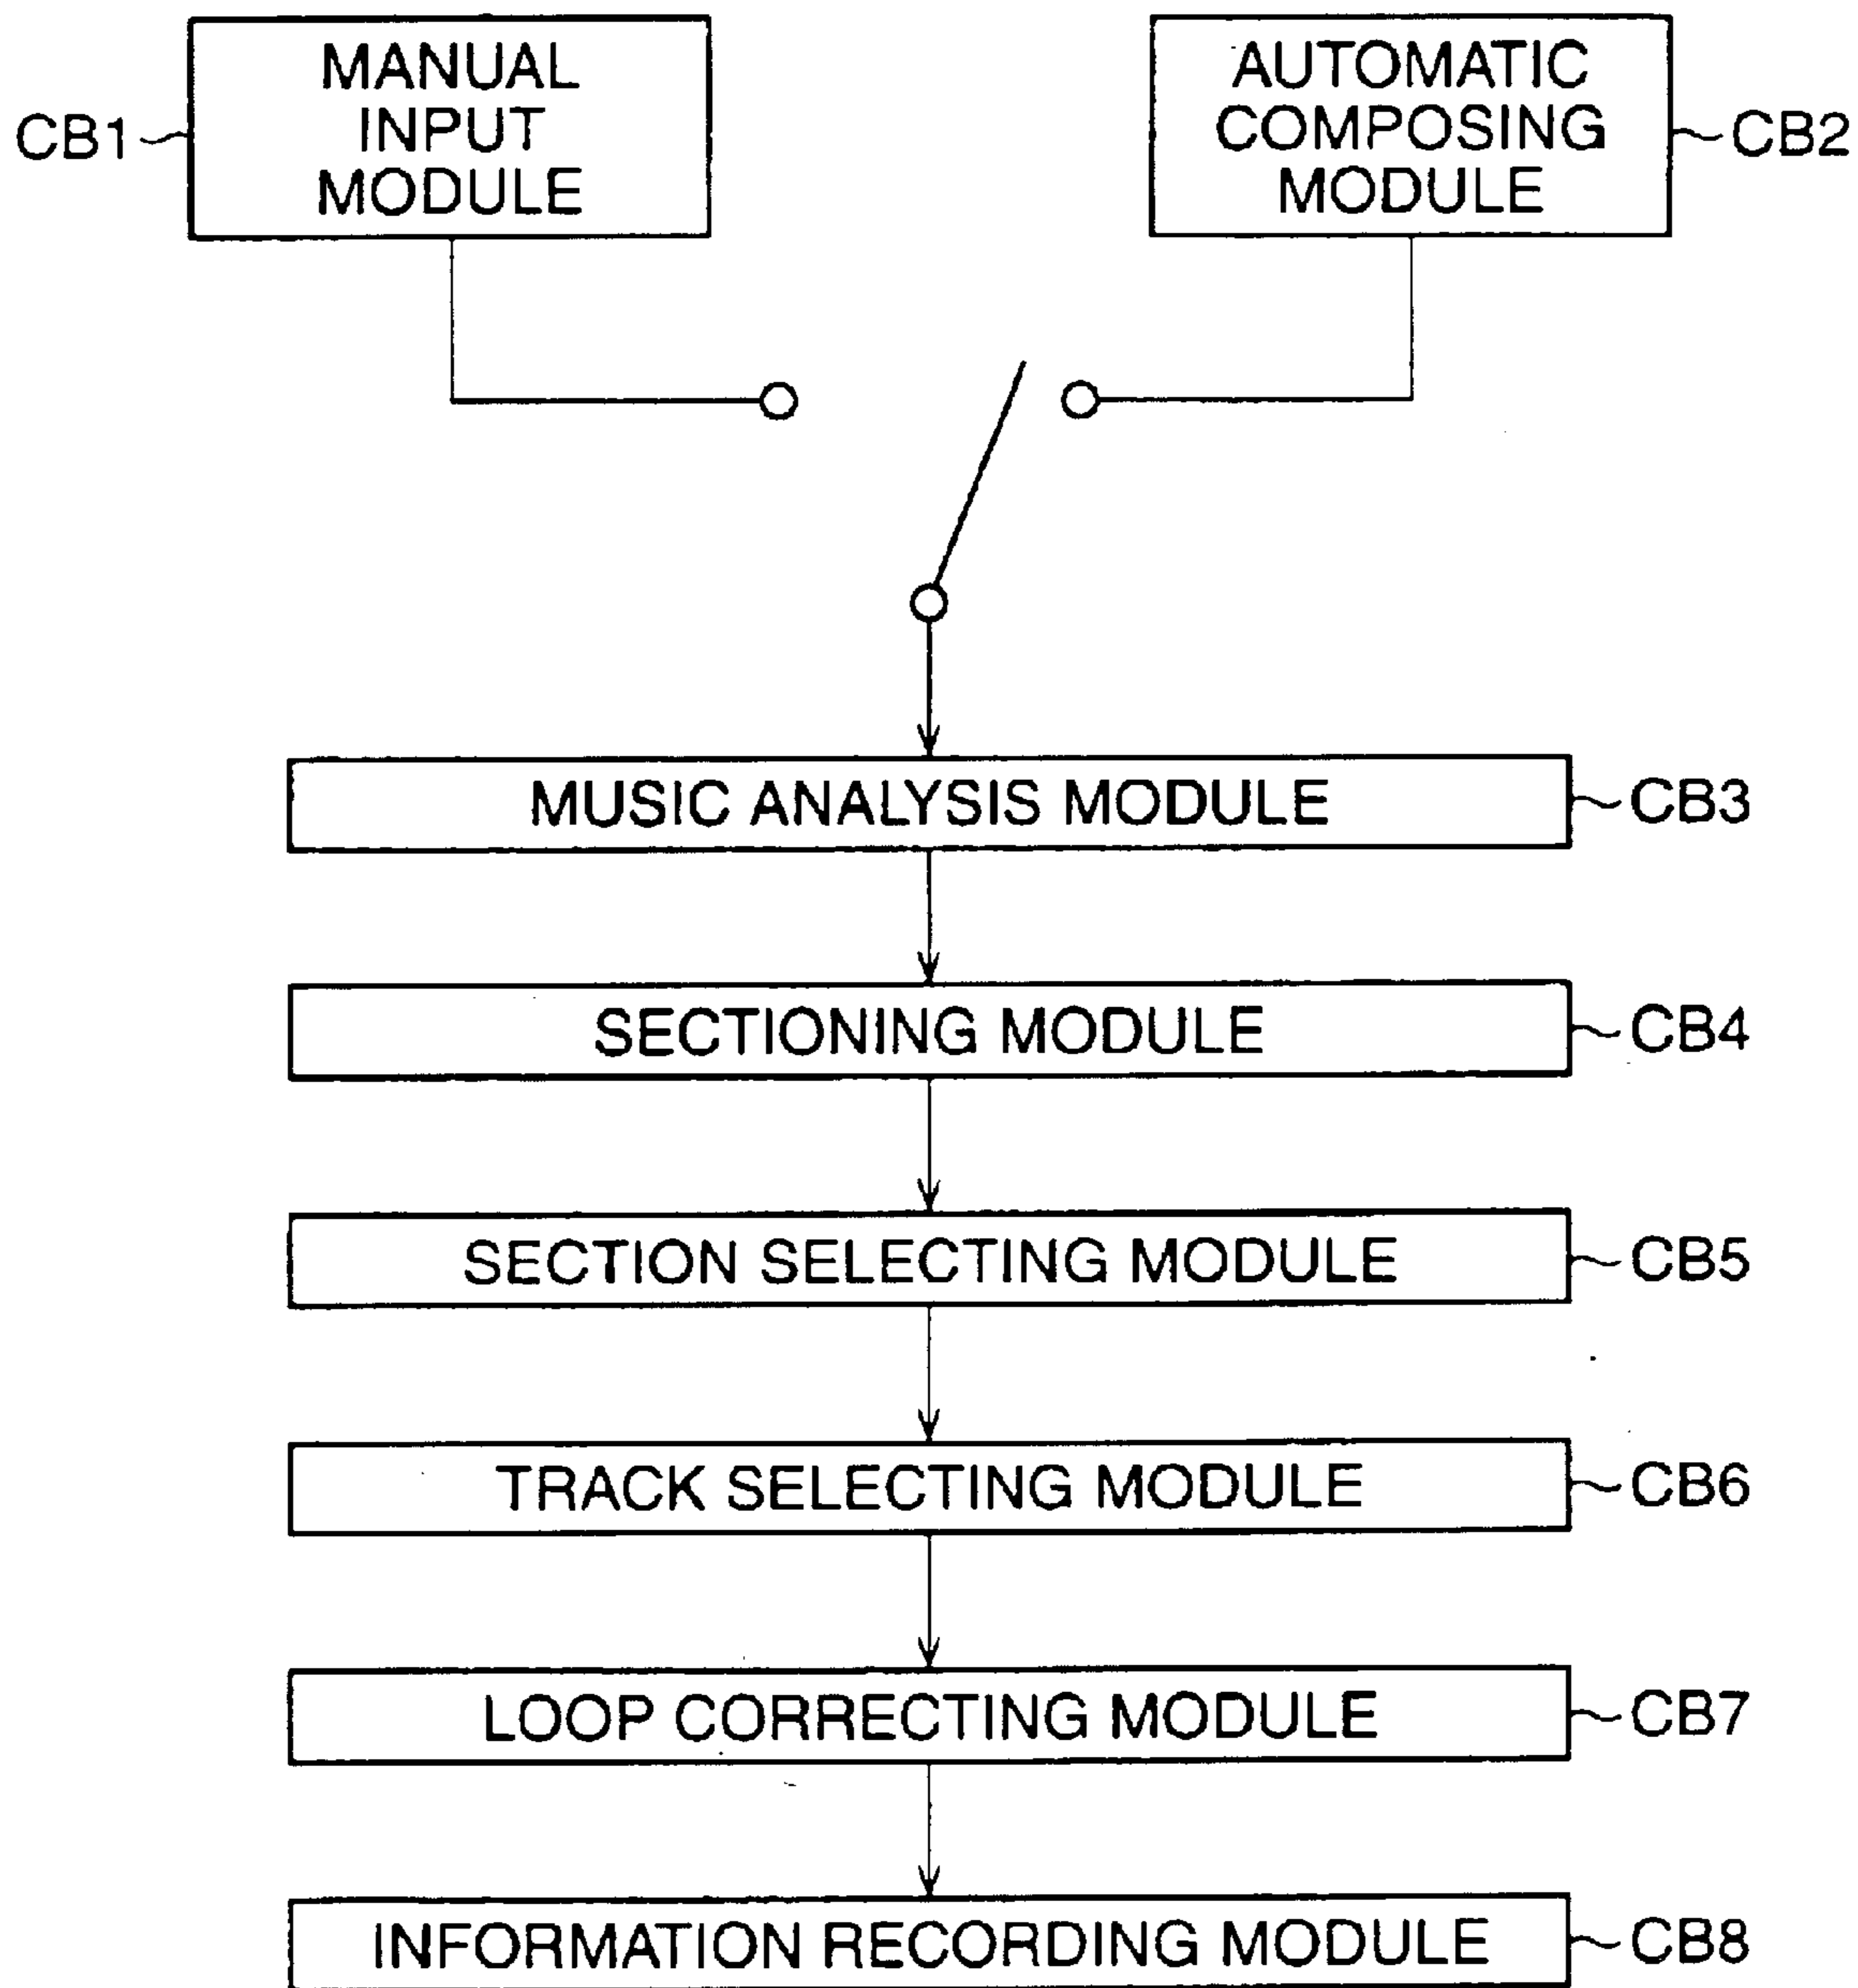 MANUAL
INPUT
MODULE
CB1
AUTOMATIC
COMPOSING
MODULE
CB2
MUSIC ANALYSIS MODULE
CB3
SECTIONING MODULE
CB4
SECTION SELECTING MODULE
CB5
TRACK SELECTING MODULE
CB6
LOOP CORRECTING MODULE
CB7
INFORMATION RECORDING MODULE
CB8